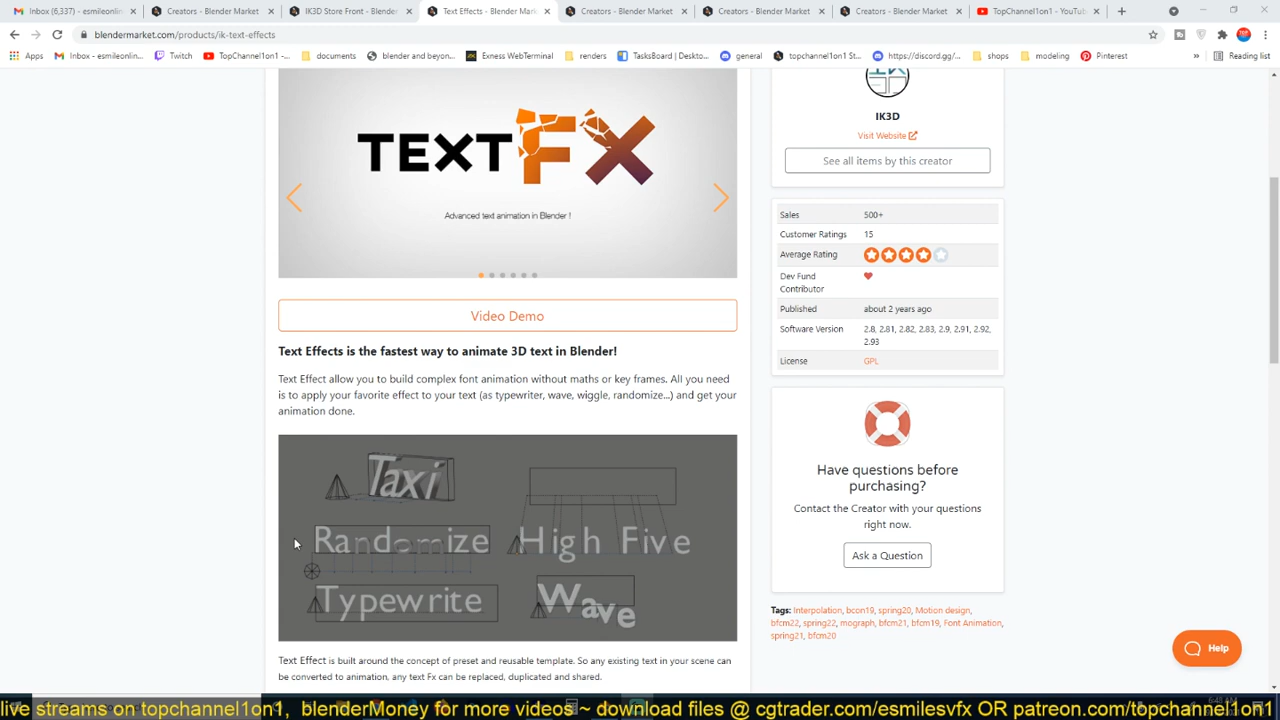 Inbox (6,337) - esmileonlin...
Creators - Blender Market
IK3D Store Front - Blender...
Text Effects - Blender Mark...
Creators - Blender Market
Creators - Blender Market
Creators - Blender Market
TopChannel1on1 - YouTub...
blendermarket.com/products/ik-text-effects
Apps
Inbox - esmileonlin...
Twitch
TopChannel1on1 -...
documents
blender and beyon...
Exness WebTerminal
renders
TasksBoard | Deskto...
general
topchannel1on1 St...
https://discord.gg/...
shops
modeling
Pinterest
»
Reading list
TEXTFX
Advanced text animation in Blender !
Video Demo
Text Effects is the fastest way to animate 3D text in Blender!
Text Effect allow you to build complex font animation without maths or key frames. All you need
is to apply your favorite effect to your text (as typewriter, wave, wiggle, randomize...) and get your
animation done.
Taxi
Randomize
High Five
Typewrite
Wave
Text Effect is built around the concept of preset and reusable template. So any existing text in your scene can
be converted to animation, any text Fx can be replaced, duplicated and shared.
IK3D
Visit Website
See all items by this creator
Sales 500+
Customer Ratings 15
Average Rating
Dev Fund
Contributor
Published about 2 years ago
Software Version 2.8, 2.81, 2.82, 2.83, 2.9, 2.91, 2.92,
2.93
License GPL
Have questions before
purchasing?
Contact the Creator with your questions
right now.
Ask a Question
Tags: Interpolation, bcon19, spring20, Motion design,
bfcm22, spring22, mograph, bfcm21, bfcm19, Font Animation,
spring21, bfcm20
Help
live streams on topchannel1on1, blenderMoney for more videos ~ download files @ cgtrader.com/esmilesvfx OR patreon.com/topchannel1on1